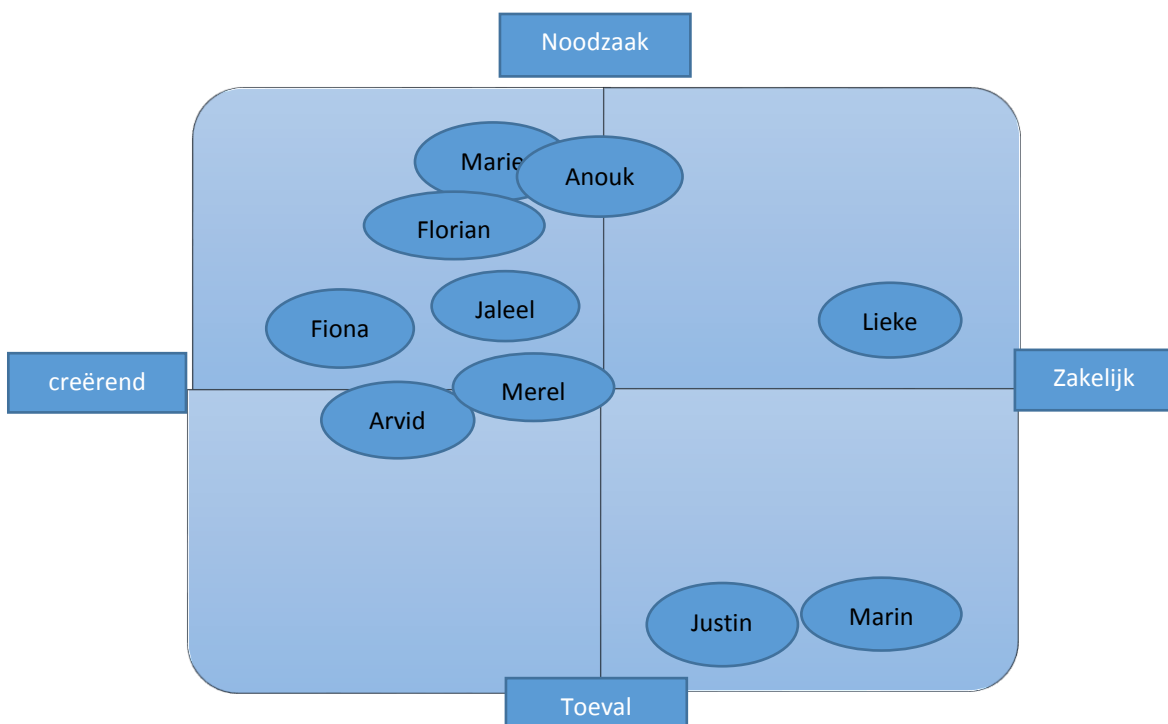 Noodzaak
Marie
Anouk
Florian
Jaleel
Lieke
Fiona
creërend
Zakelijk
Merel
Arvid
Justin
Marin
Toeval